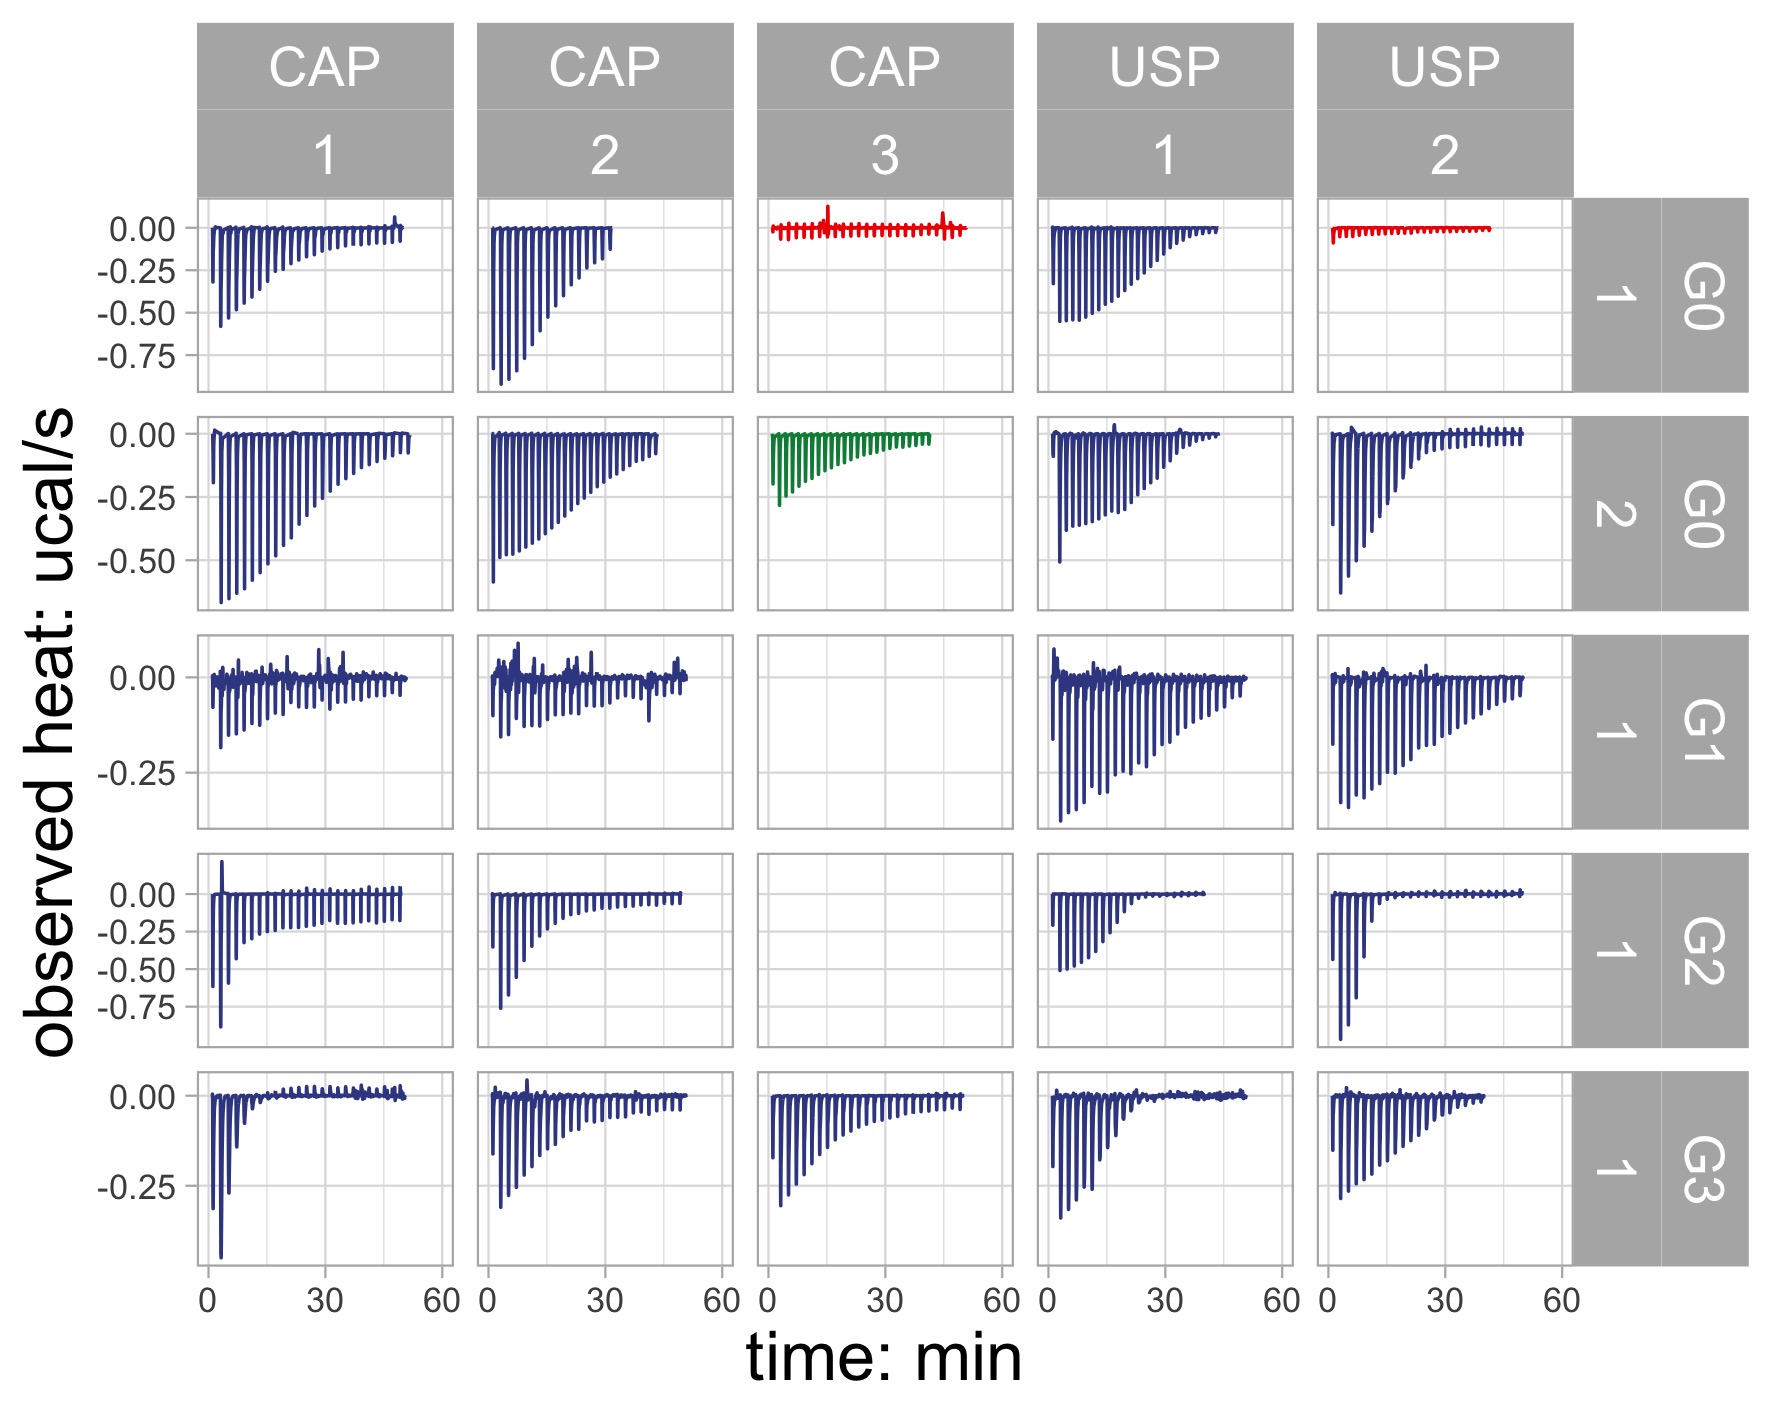 CAP CAP CAP USP USP
1 2 3 1 2
observed heat: ucal/s
0.00
-0.25
-0.50
-0.75
1 G0
0.00
-0.25
-0.50
2 G0
0.00
-0.25
1 G1
0.00
-0.25
-0.50
-0.75
1 G2
0.00
-0.25
1 G3
0 30 60 0 30 60 0 30 60 0 30 60 0 30 60
time: min